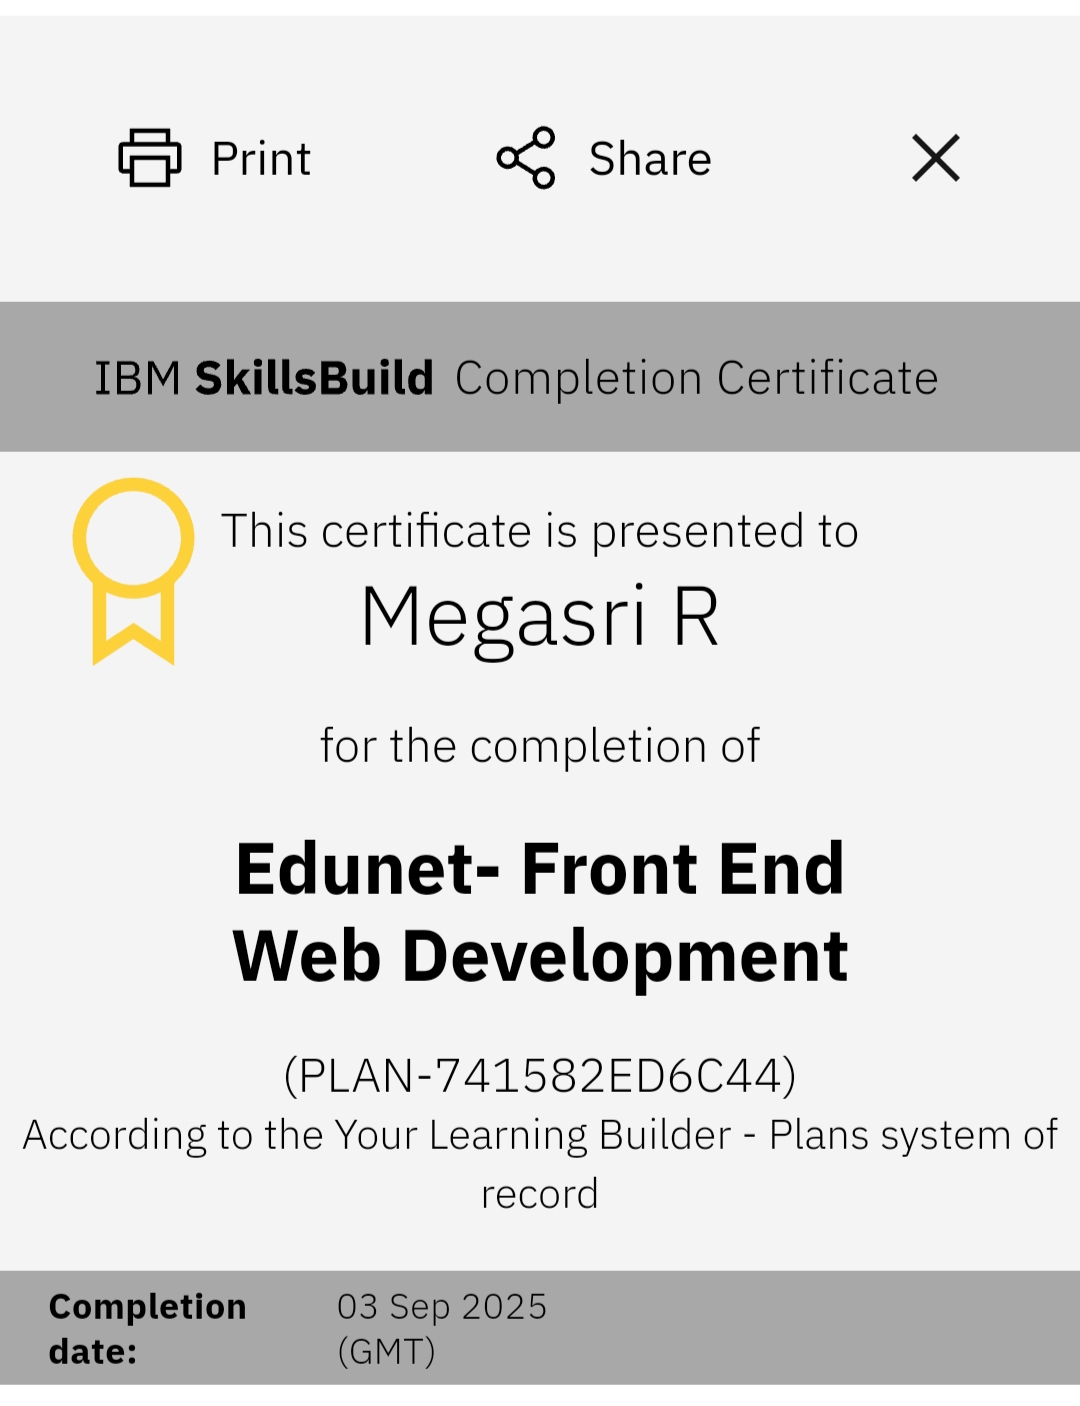 Print
Share
IBM SkillsBuild Completion Certificate
This certificate is presented to
Megasri R
for the completion of
Edunet- Front End
Web Development
(PLAN-741582ED6C44)
According to the Your Learning Builder - Plans system of
record
Completion
date:
03 Sep 2025
(GMT)